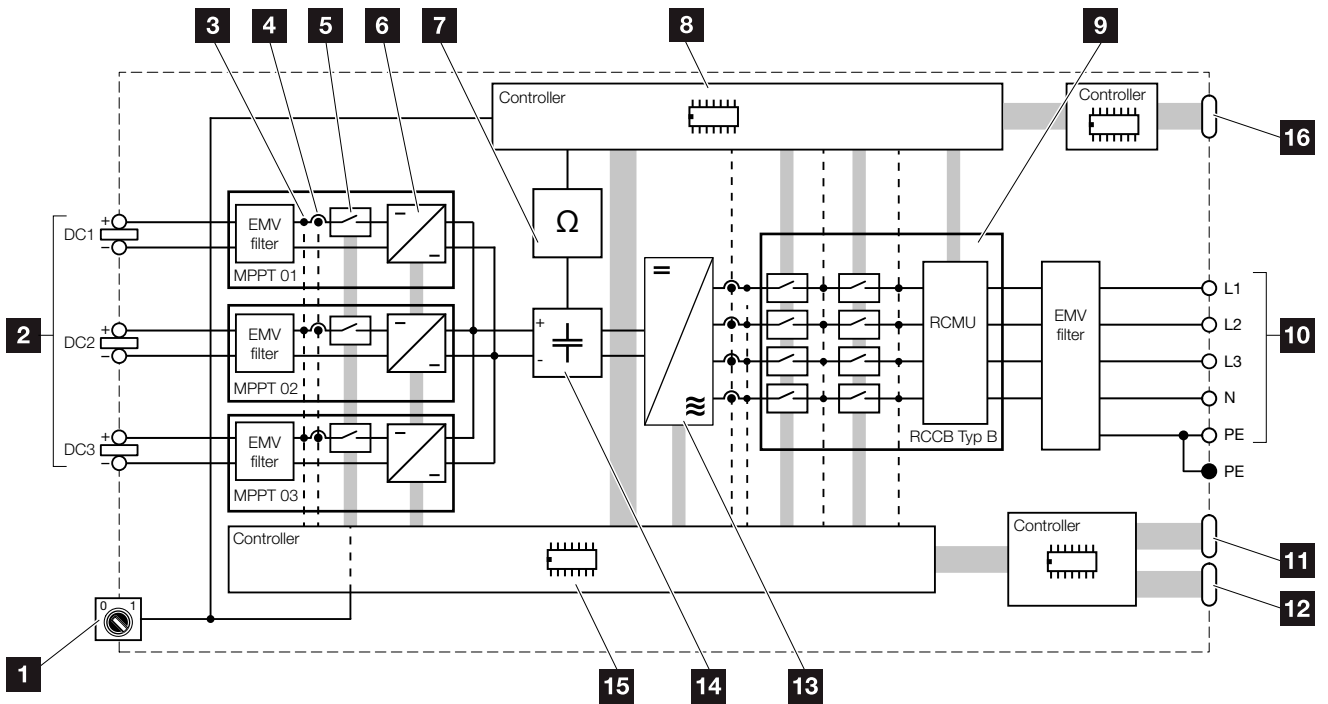 3 4 5 6 7 8 9
Controller
Controller
16
Ω
+
DC1
–
EMV
filter
MPPT 01
–
–
2
+
DC2
–
EMV
filter
MPPT 02
–
–
+
-
=
≈
RCMU
RCCB Typ B
EMV
filter
L1
L2
L3
N
PE
PE
10
+
DC3
–
EMV
filter
MPPT 03
–
–
Controller
Controller
11
12
0 1
1
15 14 13